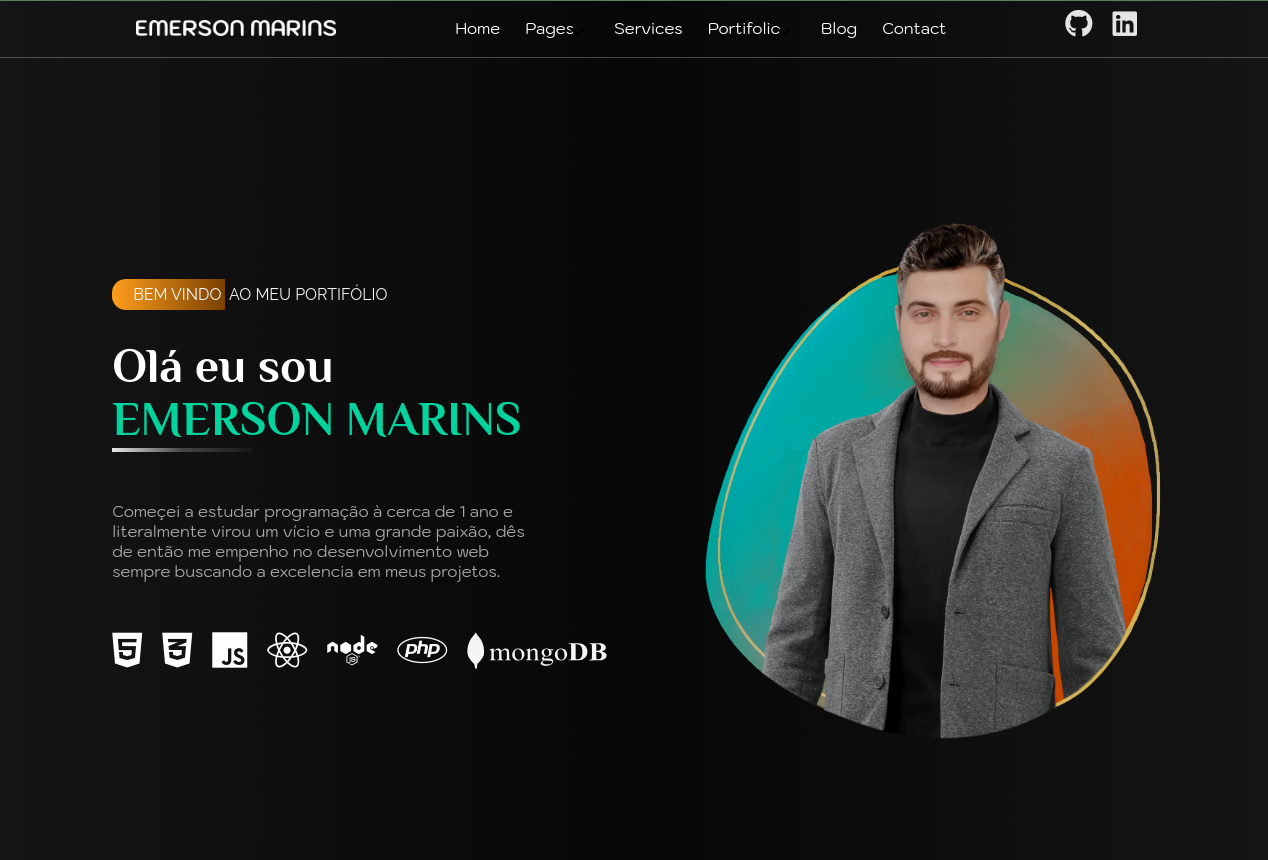 EMERSON MARINS
Home Pages Services Portifolio Blog Contact
BEM VINDO AO MEU PORTIFÓLIO
Olá eu sou
EMERSON MARINS
Começei a estudar programação à cerca de 1 ano e
literalmente virou um vício e uma grande paixão, dês
de então me empenho no desenvolvimento web
sempre buscando a excelencia em meus projetos.
5 3 JS node JS php mongoDB